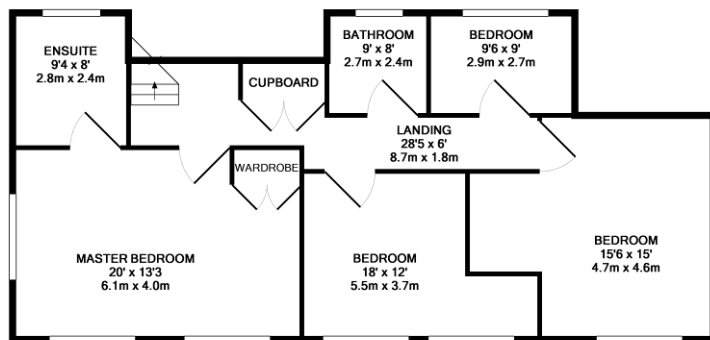 ENSUITE
9'4 x 8'
2.8m x 2.4m
BATHROOM
9' x 8'
2.7m x 2.4m
BEDROOM
9'6 x 9'
2.9m x 2.7m
CUPBOARD
LANDING
28'5 x 6'
8.7m x 1.8m
WARDROBE
MASTER BEDROOM
20' x 13'3
6.1m x 4.0m
BEDROOM
18' x 12'
5.5m x 3.7m
BEDROOM
15'6 x 15'
4.7m x 4.6m